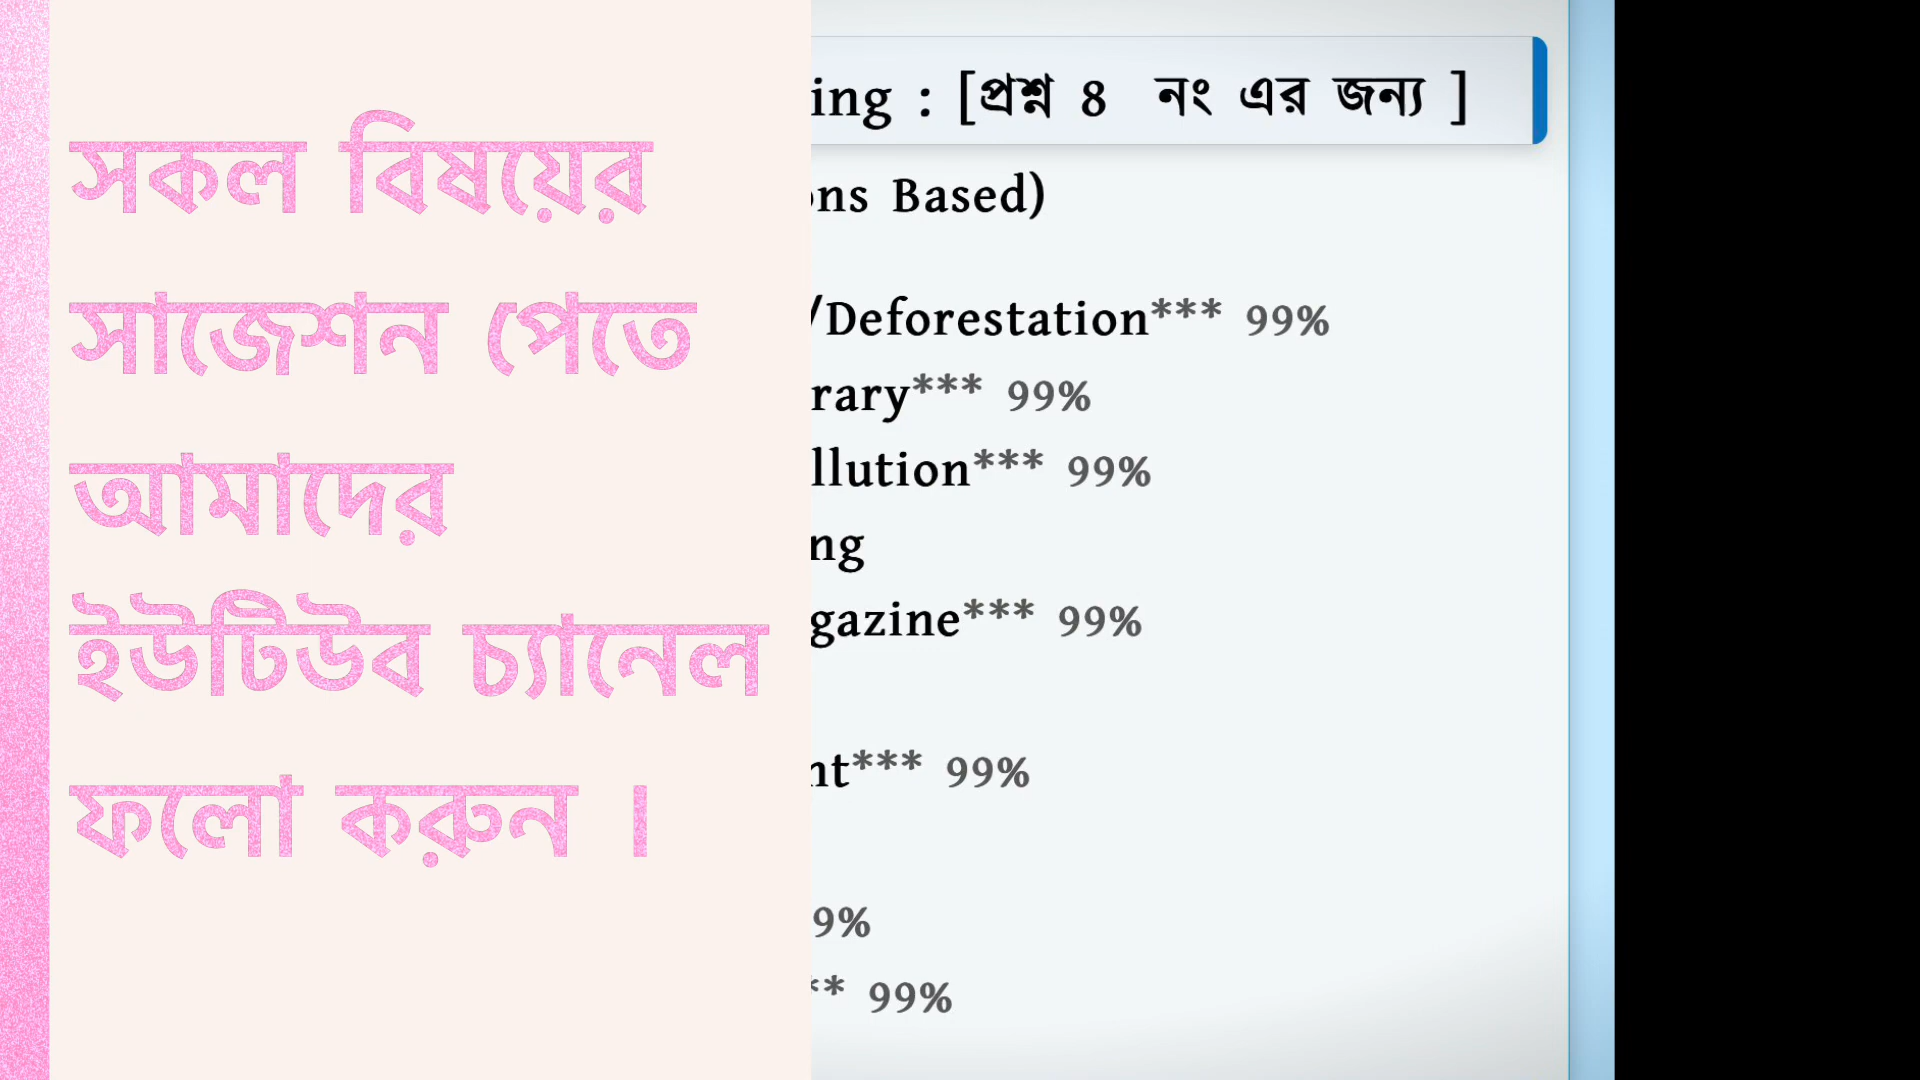 সকল বিষয়ের
সাজেশন পেতে
আমাদের
ইউটিউব চ্যানেল
ফলো করুন ।
ing : [প্রশ্ন 8 নং এর জন্য ]
ns Based)
/Deforestation*** 99%
rary*** 99%
llution*** 99%
ng
gazine*** 99%
nt*** 99%
9%
** 99%